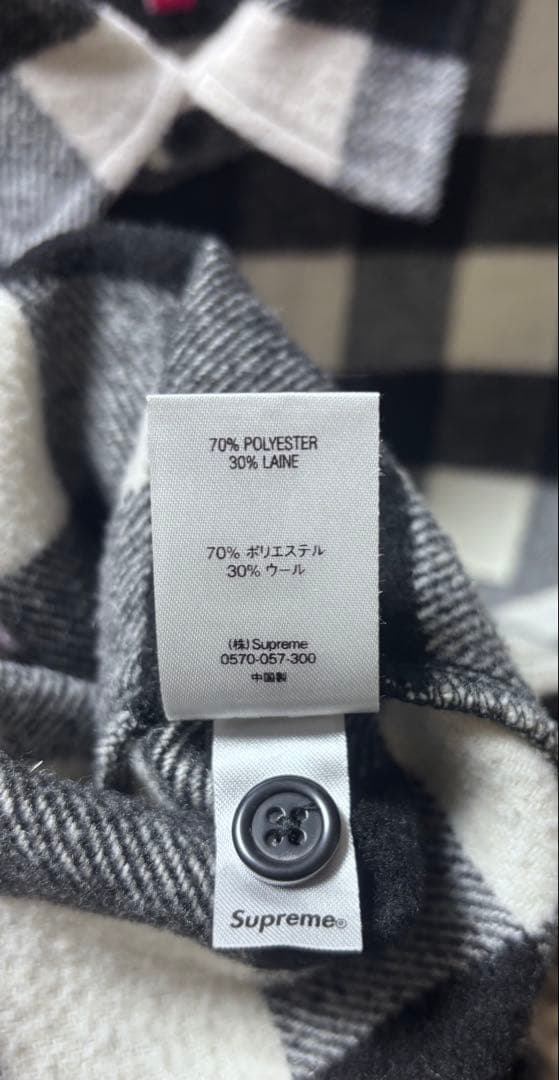 70% POLYESTER
30% LAINE
70% ポリエステル
30% ウール
(株)Supreme
0570-057-300
中国製
Supreme®